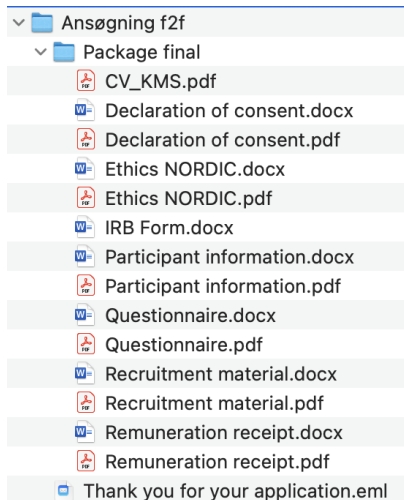 Ansøgning f2f
Package final
CV_KMS.pdf
Declaration of consent.docx
Declaration of consent.pdf
Ethics NORDIC.docx
Ethics NORDIC.pdf
IRB Form.docx
Participant information.docx
Participant information.pdf
Questionnaire.docx
Questionnaire.pdf
Recruitment material.docx
Recruitment material.pdf
Remuneration receipt.docx
Remuneration receipt.pdf
Thank you for your application.eml